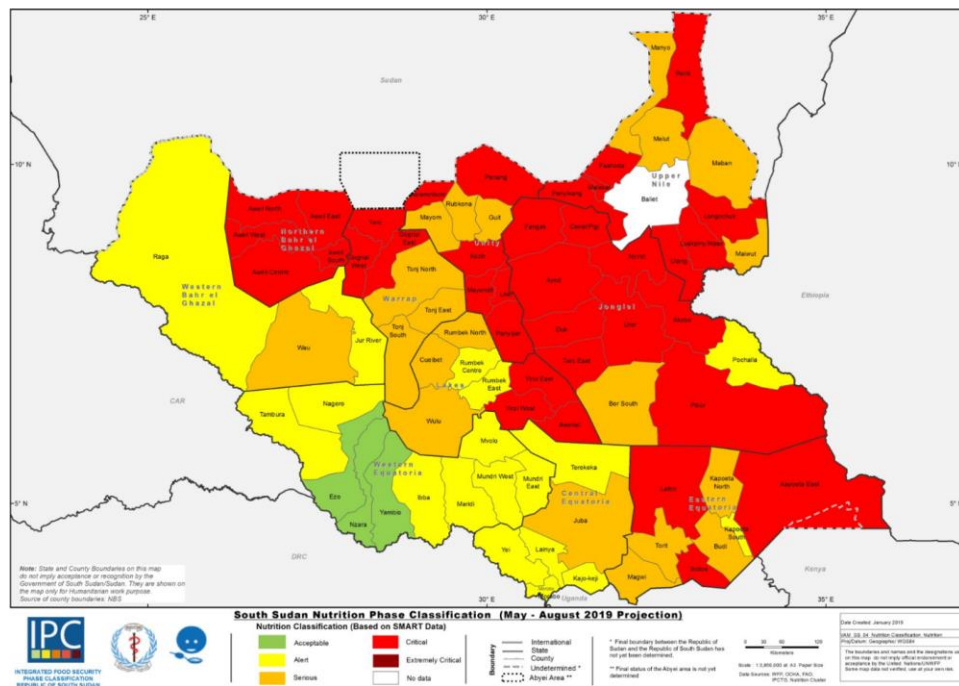 25° E
30° E
35° E
Sudan
Manyo
Renk
Melut
10° N
Maban
10° N
Fashoda
Upper
Nile
Pariang
Baliet
Panyikang
Aweil North
Aweil East
Abiemnhom
Rubkona
Mayom
Guit
Longochuk
Aweil West
Northern
Bahr el
Ghazal
Twic
Gogrial
East
Unity
Fangak
Canal/Pigi
Luakpiny/Nasir
Maiwut
Ulang
Aweil
South
Gogrial
West
Koch
Nyirol
Raga
Aweil Centre
Tonj North
Ayod
Western
Bahr el
Ghazal
Warrap
Mayendit
Leer
Jonglei
Ethiopia
Tonj East
Akobo
Panyijiar
Duk
Uror
Wau
Jur River
Tonj
South
Rumbek North
Pochalla
Cueibet
Rumbek
Centre
Twic East
Lakes
Rumbek
East
Yirol East
Bor South
CAR
Nagero
Tambura
Wulu
Yirol West
Awerial
Pibor
Mvolo
Western
Equatoria
Terekeka
Kapoeta
North
Kapoeta East
Mundri West
Mundri
East
Lafon
Ezo
Ibba
Maridi
Central
Equatoria
Eastern
Equatoria
5° N
Yambio
5° N
Juba
Kapoeta
South
Nzara
Torit
Budi
Yei
Lainya
DRC
Magwi
Ikotos
Kenya
Kajo-keji
Morobo
Uganda
Note: State and County Boundaries on this map
do not imply acceptance or recognition by the
Government of South Sudan/Sudan. They are shown on
the map only for Humanitarian work purpose.
Source of county boundaries: NBS
30° E
35° E
South Sudan Nutrition Phase Classification (May - August 2019 Projection)
Nutrition Classification (Based on SMART Data)
Acceptable
Alert
Serious
Critical
Extremely Critical
No data
Boundary
International
State
County
Undetermined *
Abyei Area **
* Final boundary between the Republic of
Sudan and the Republic of South Sudan has
not yet been determined.
** Final status of the Abyei area is not yet
determined
0 30 60 120
Kilometers
Date Created: January 2019
IPC
INTEGRATED FOOD SECURITY
PHASE CLASSIFICATION
REPUBLIC OF SOUTH SUDAN